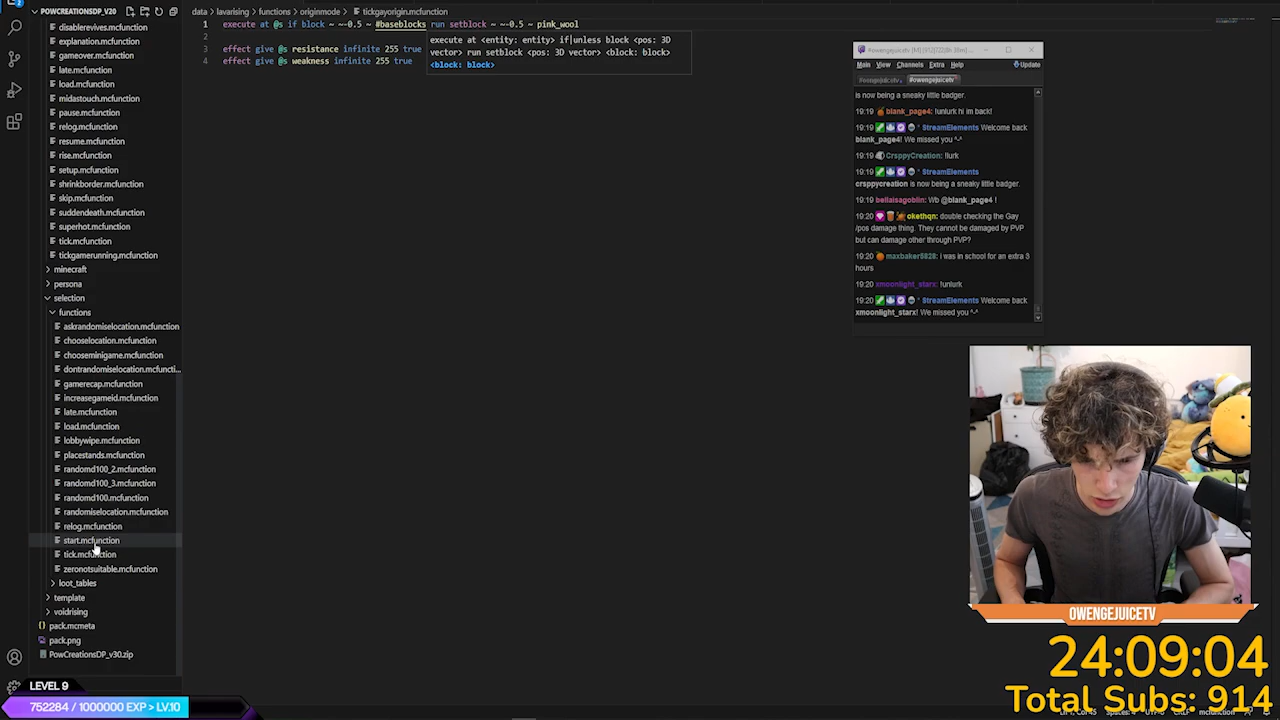 POWCREATIONSDP_V20
disablerevives.mcfunction
explanation.mcfunction
gameover.mcfunction
late.mcfunction
load.mcfunction
midastouch.mcfunction
pause.mcfunction
relog.mcfunction
resume.mcfunction
rise.mcfunction
setup.mcfunction
shrinkborder.mcfunction
skip.mcfunction
suddendeath.mcfunction
superhot.mcfunction
tick.mcfunction
tickgamerunning.mcfunction
minecraft
persona
selection
functions
askrandomiselocation.mcfunction
chooselocation.mcfunction
chooseminigame.mcfunction
dontrandomiselocation.mcfuncti...
gamerecap.mcfunction
increasegameid.mcfunction
late.mcfunction
load.mcfunction
lobbywipe.mcfunction
placestands.mcfunction
randomd100_2.mcfunction
randomd100_3.mcfunction
randomd100.mcfunction
randomiselocation.mcfunction
relog.mcfunction
start.mcfunction
tick.mcfunction
zeronotsuitable.mcfunction
loot_tables
template
voidrising
pack.mcmeta
pack.png
PowCreationsDP_v30.zip
data > lavarising > functions > originmode > tickgayorigin.mcfunction
1 execute at @s if block ~ ~-0.5 ~ #baseblocks run setblock ~ ~-0.5 ~ pink_wool
2
3 effect give @s resistance infinite 255 true
4 effect give @s weakness infinite 255 true
execute at <entity: entity> if|unless block <pos: 3D
vector> run setblock <pos: 3D vector> <block: block>
<block: block>
Main View Channels Extra Help Update
#owengejuicetv
is now being a sneaky little badger.
19:19 blank_page4: !unlurk hi im back!
19:19 StreamElements Welcome back
blank_page4! We missed you ^-^
19:19 CrsppyCreation: !lurk
19:19 StreamElements
crsppycreation is now being a sneaky little badger.
19:19 bellaisagoblin: Wb @blank_page4 !
19:20 okethqn: double checking the Gay
/pos damage thing. They cannot be damaged by PVP
but can damage other through PVP?
19:20 maxbaker5828: i was in school for an extra 3
hours
19:20 xmoonlight_starx: !unlurk
19:20 StreamElements Welcome back
xmoonlight_starx! We missed you ^-^
OWENGEJUICETV
24:09:04
Total Subs: 914
LEVEL 9
752284 / 1000000 EXP > LV.10